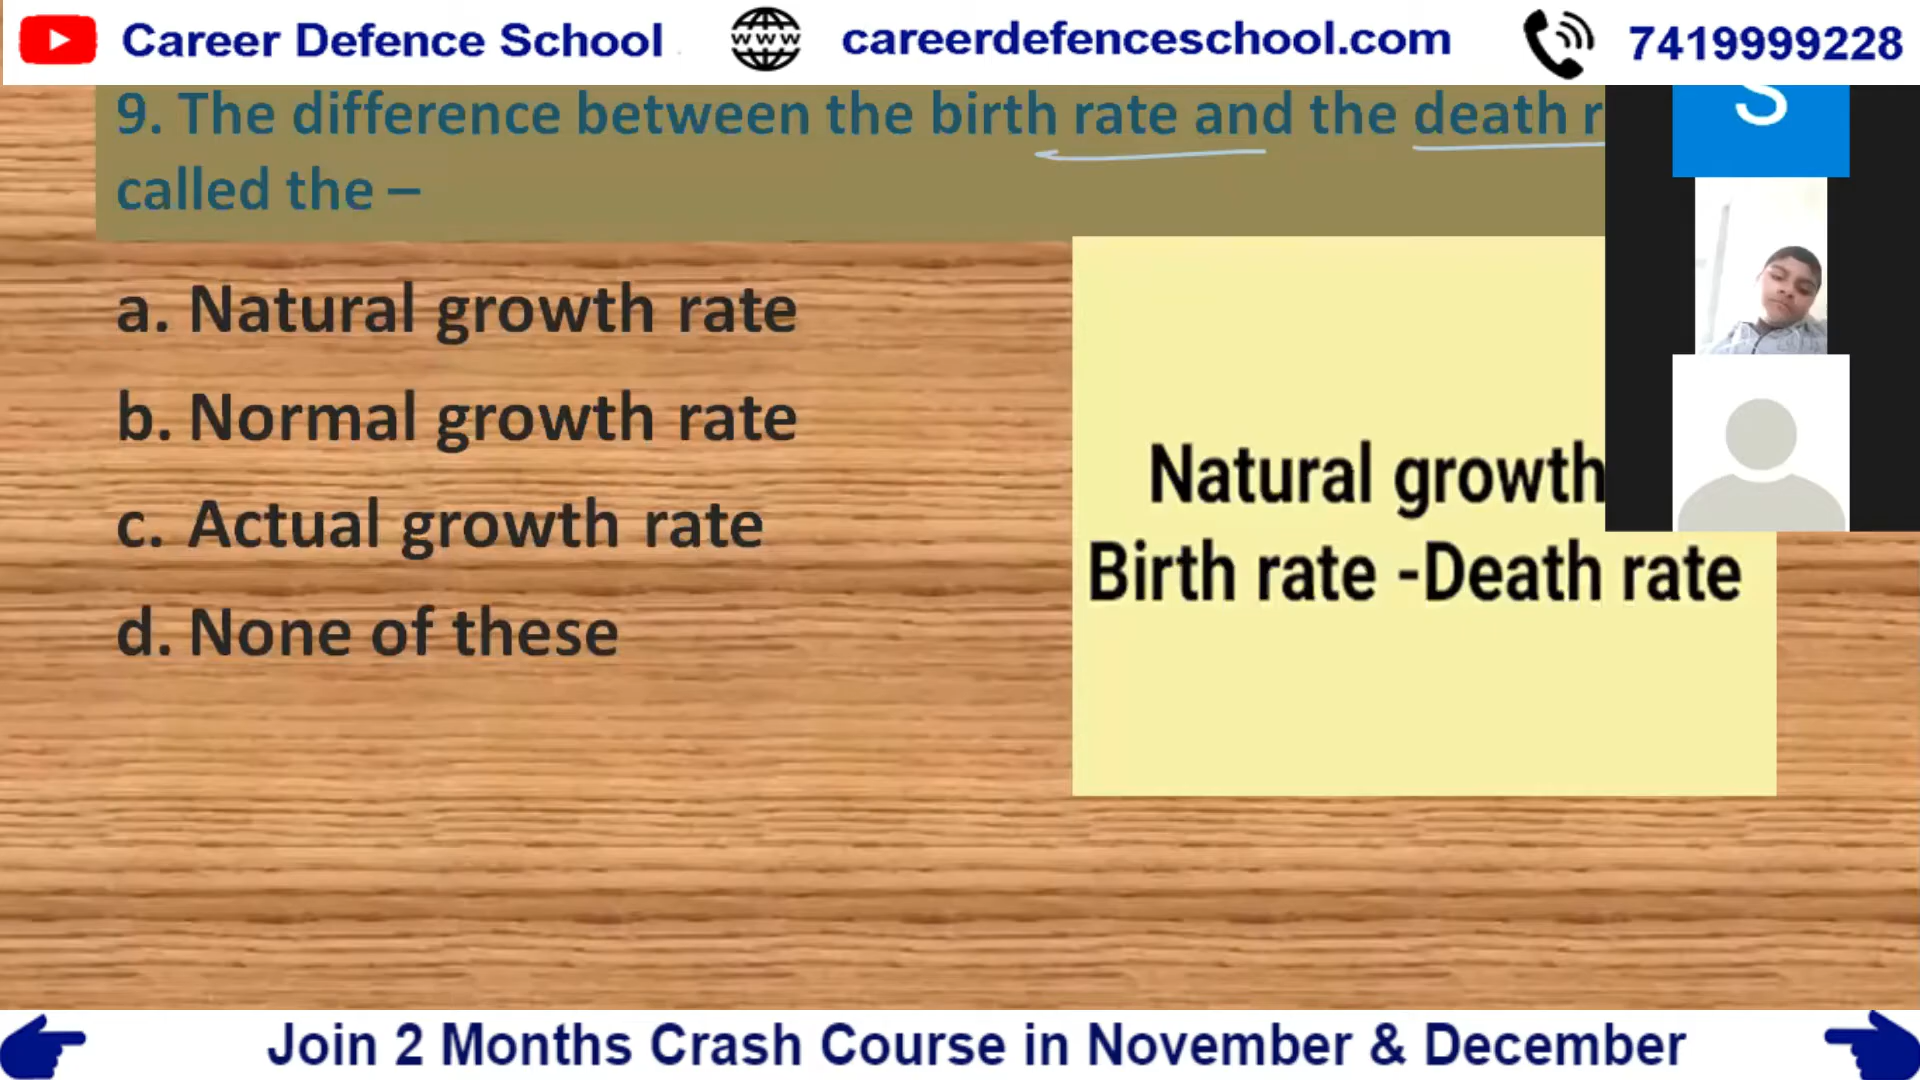 Career Defence School
www
careerdefenceschool.com
7419999228
S
9. The difference between the birth rate and the death r
called the –
a. Natural growth rate
b. Normal growth rate
c. Actual growth rate
d. None of these
Natural growth
Birth rate -Death rate
Join 2 Months Crash Course in November & December